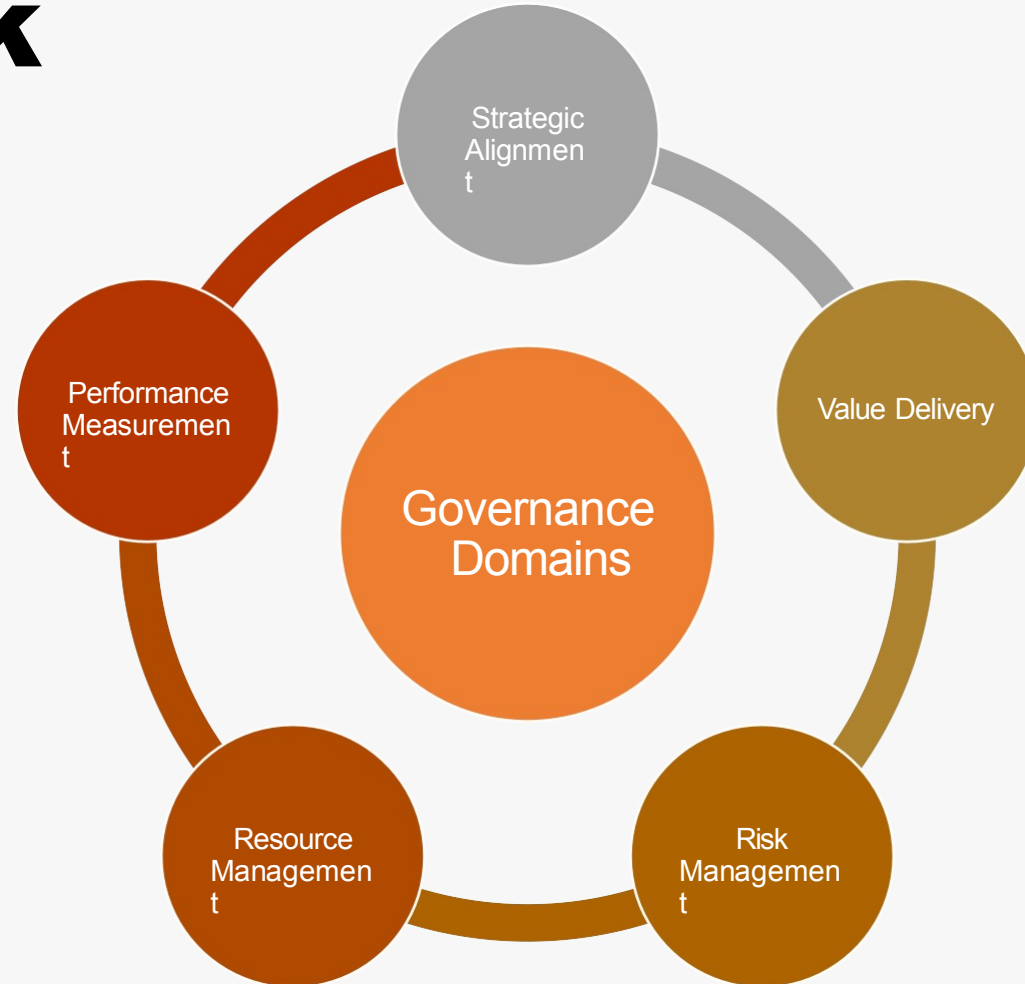 k
Strategic
Alignmen
t
Value Delivery
Risk
Managemen
t
Resource
Managemen
t
Performance
Measuremen
t
Governance
Domains